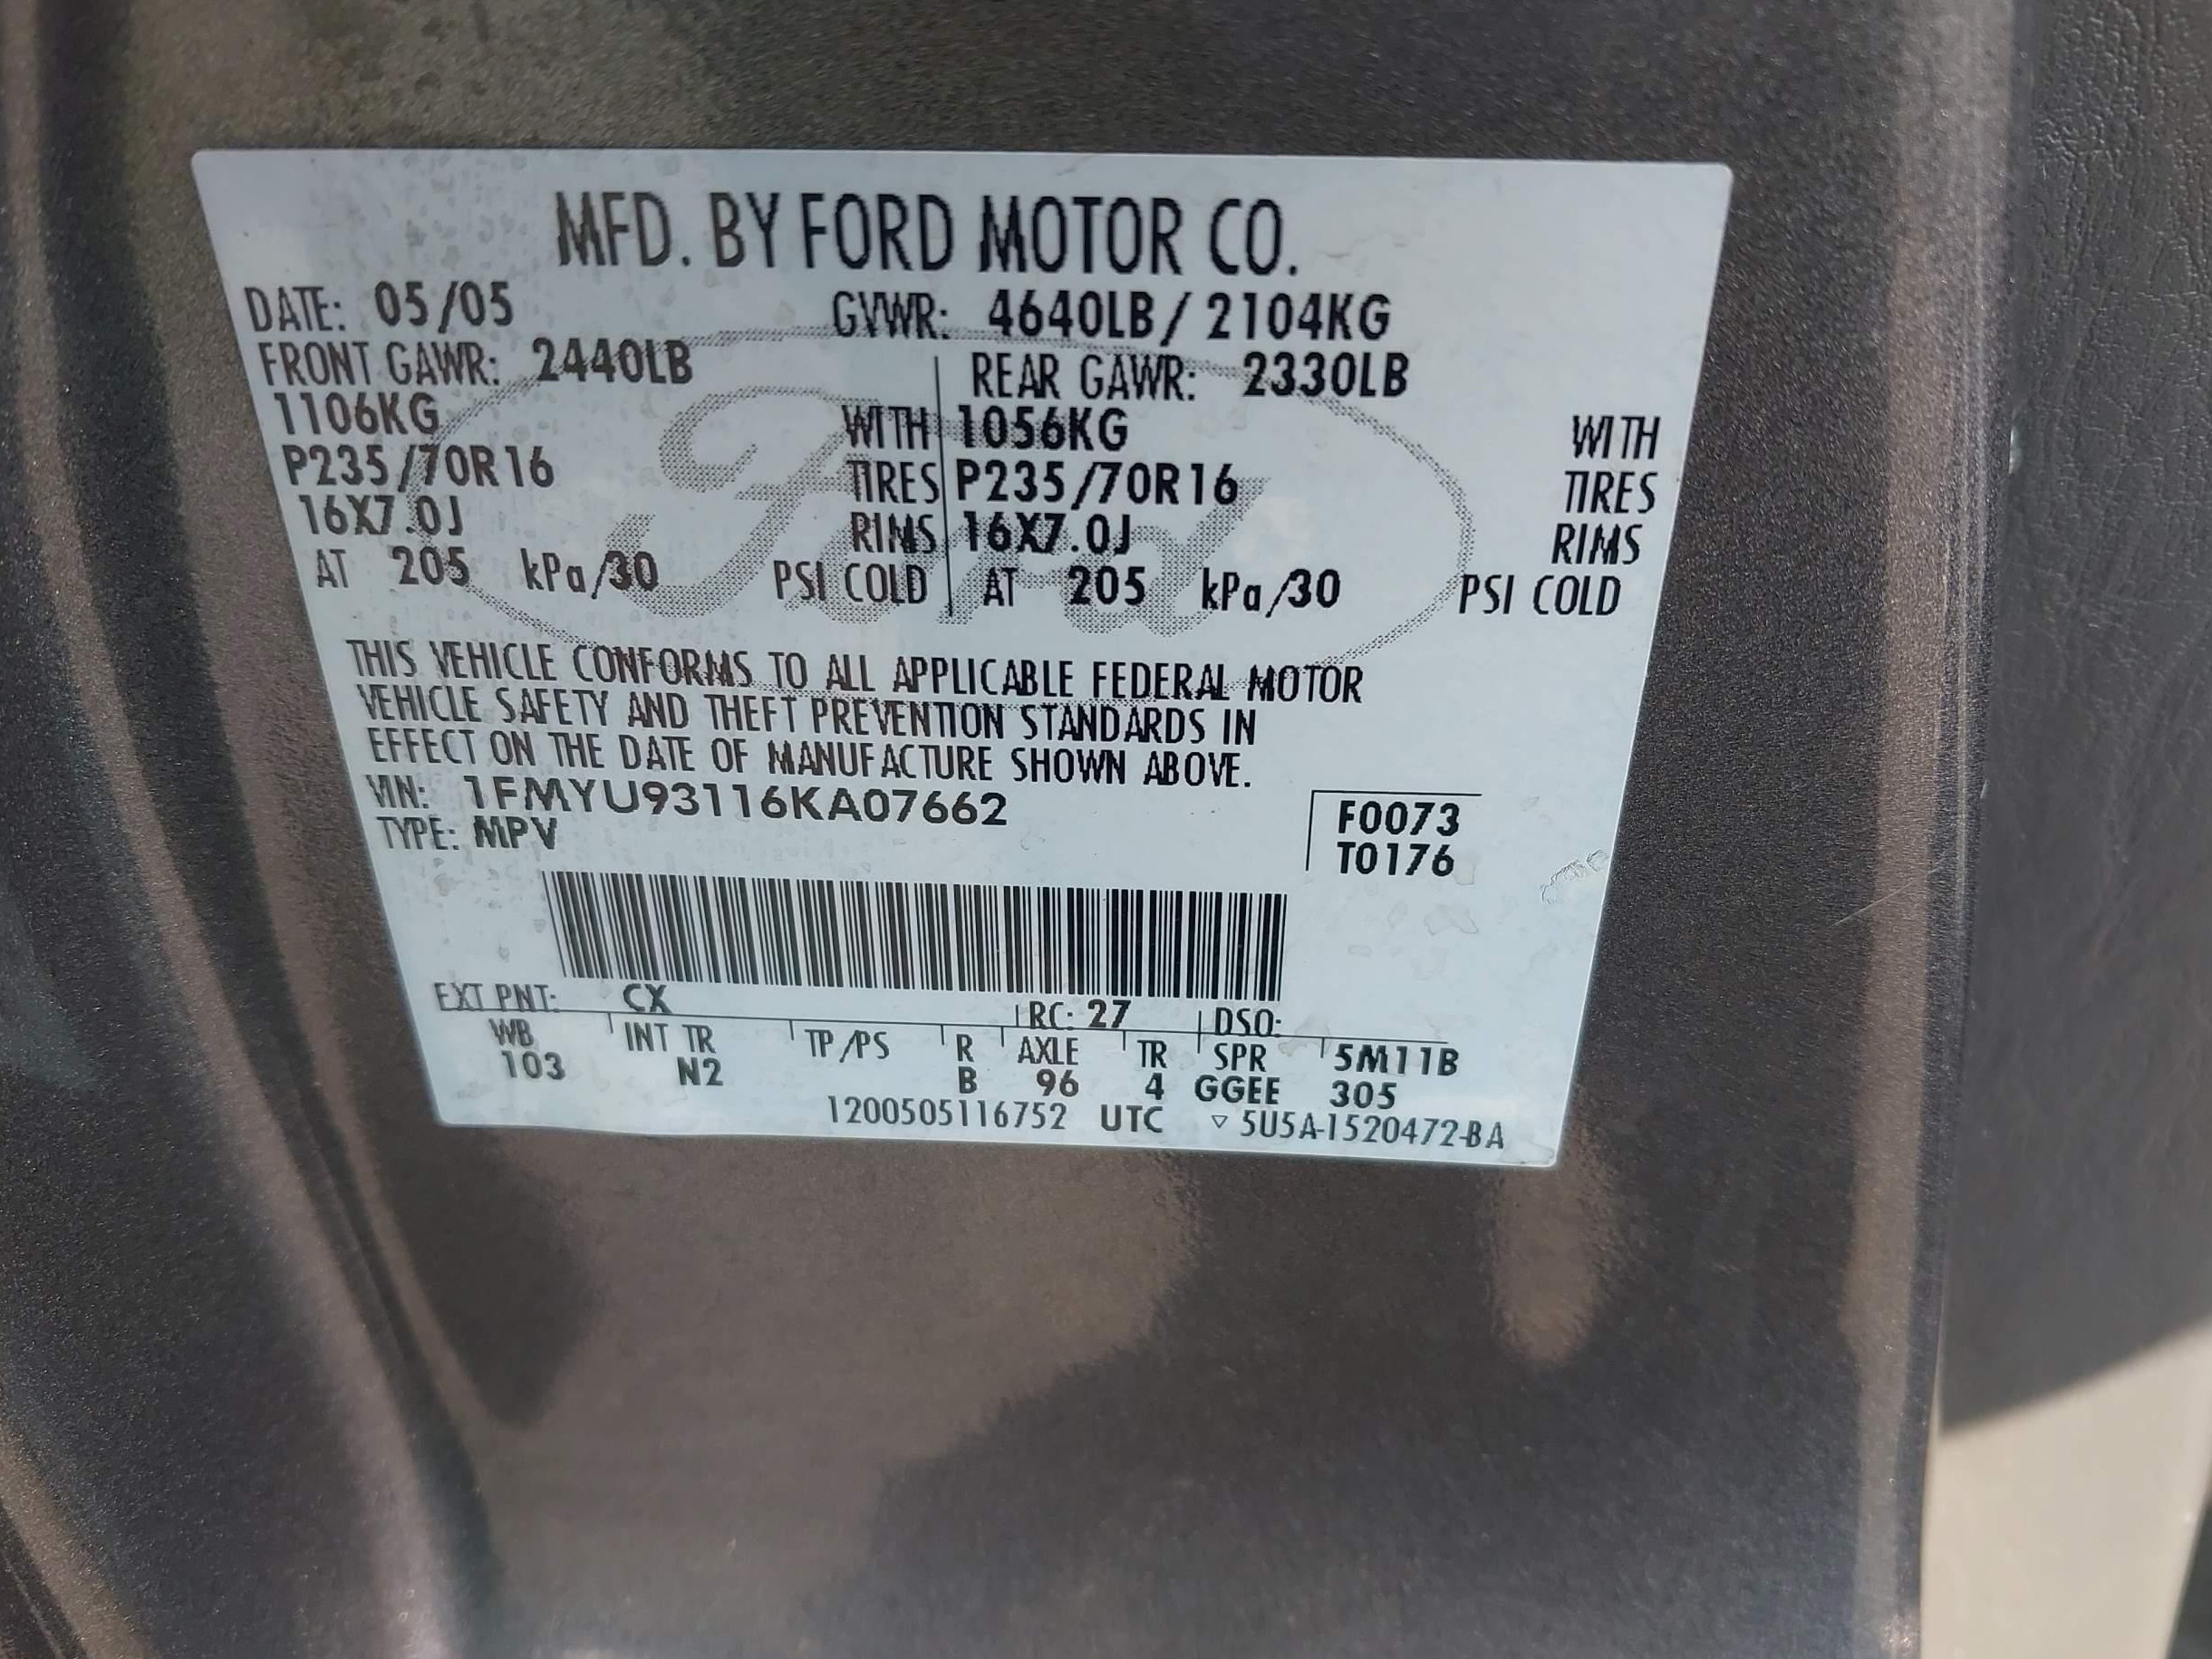 MFD. BY FORD MOTOR CO.
DATE: 05/05 GVWR: 4640LB/2104KG
FRONT GAWR: 2440LB REAR GAWR: 2330LB
1106KG WITH 1056KG WITH
P235/70R16 TIRES P235/70R16 TIRES
16X7.0J RIMS 16X7.0J RIMS
AT 205 kPa/30 PSI COLD AT 205 kPa/30 PSI COLD
Ford
THIS VEHICLE CONFORMS TO ALL APPLICABLE FEDERAL MOTOR
VEHICLE SAFETY AND THEFT PREVENTION STANDARDS IN
EFFECT ON THE DATE OF MANUFACTURE SHOWN ABOVE.
VIN: 1FMYU93116KA07662 F0073
TYPE: MPV T0176
EXT PNT: CX RC: 27 DSO:
WB INT TR TP/PS R AXLE TR SPR 5M11B
103 N2 B 96 4 GGEE 305
1200505116752 UTC ▽5U5A-1520472-BA